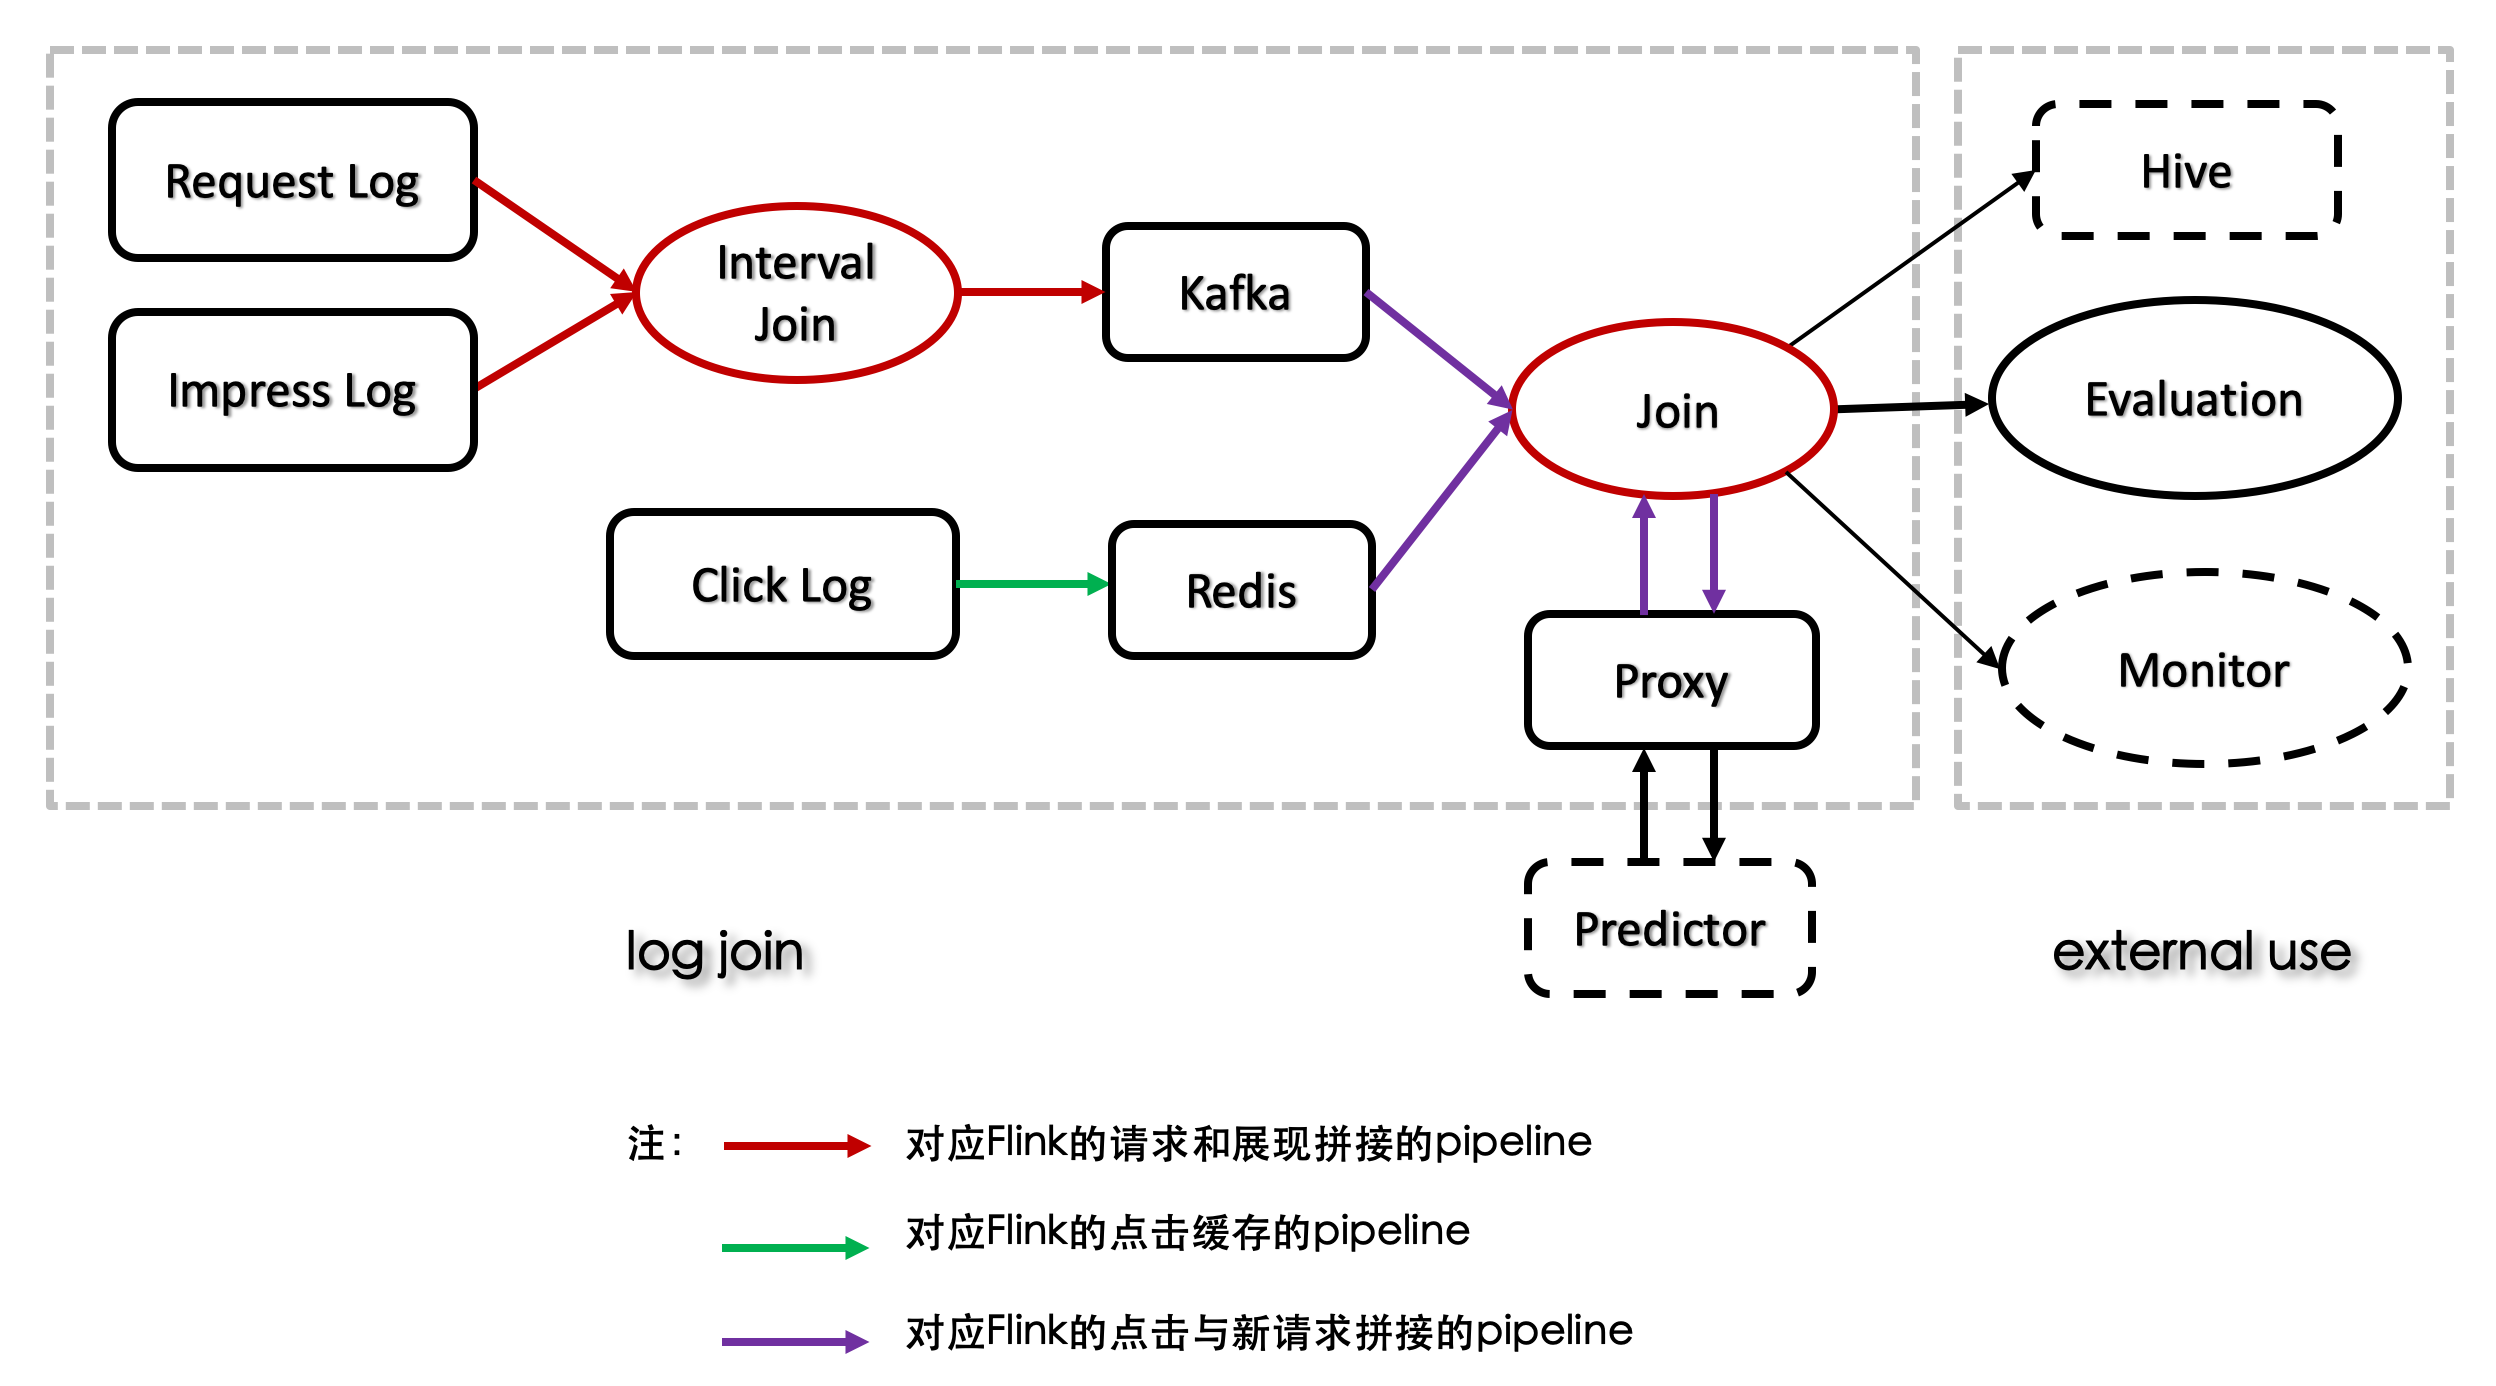 Request Log
Impress Log
Interval
Join
Kafka
Click Log
Redis
Join
Proxy
Predictor
Hive
Evaluation
Monitor
log join
external use
注： 对应Flink的请求和展现拼接的pipeline
对应Flink的点击缓存的pipeline
对应Flink的点击与新请求拼接的pipeline